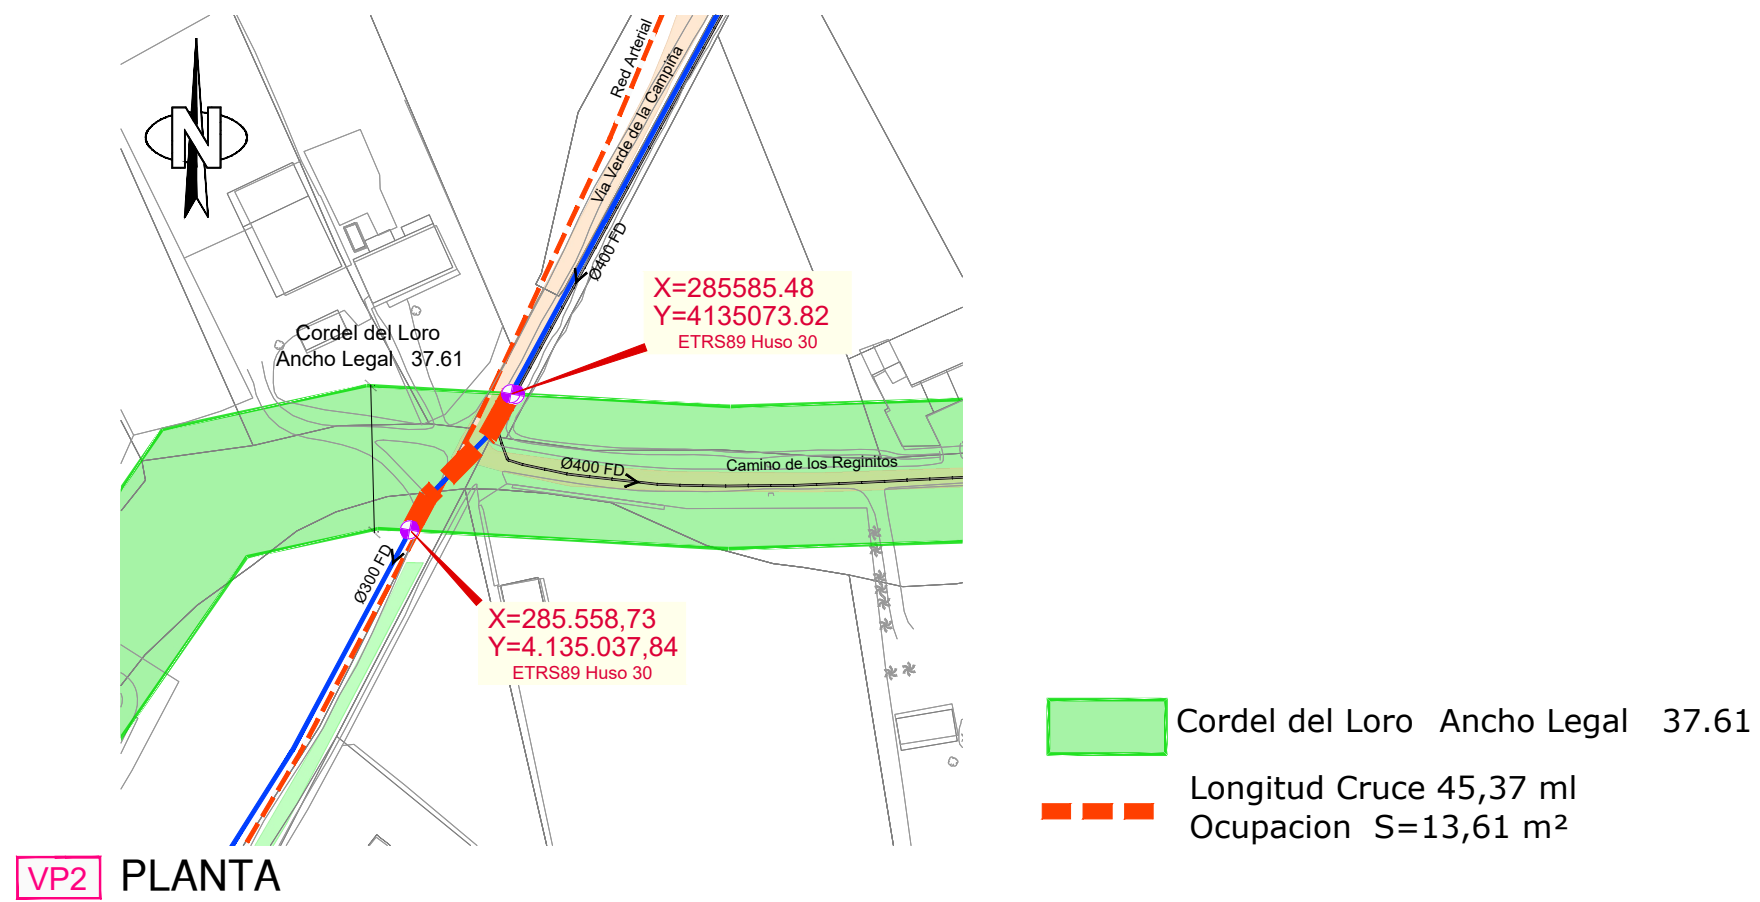 N
Red Arterial
Via Verde de la Campiña
Ø400 FD
X=285585.48
Y=4135073.82
ETRS89 Huso 30
Cordel del Loro
Ancho Legal 37.61
Ø400 FD
Camino de los Reginitos
Ø300 FD
X=285.558,73
Y=4.135.037,84
ETRS89 Huso 30
Cordel del Loro Ancho Legal 37.61
Longitud Cruce 45,37 ml
Ocupacion S=13,61 m²
VP2 PLANTA